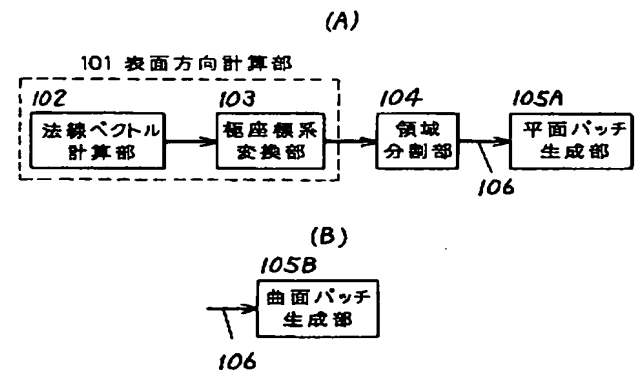 (A)
101 表面方向計算部
102
法線ベクトル
計算部
103
極座標系
変換部
104
領域
分割部
105A
平面パッチ
生成部
106
(B)
105B
曲面パッチ
生成部
106